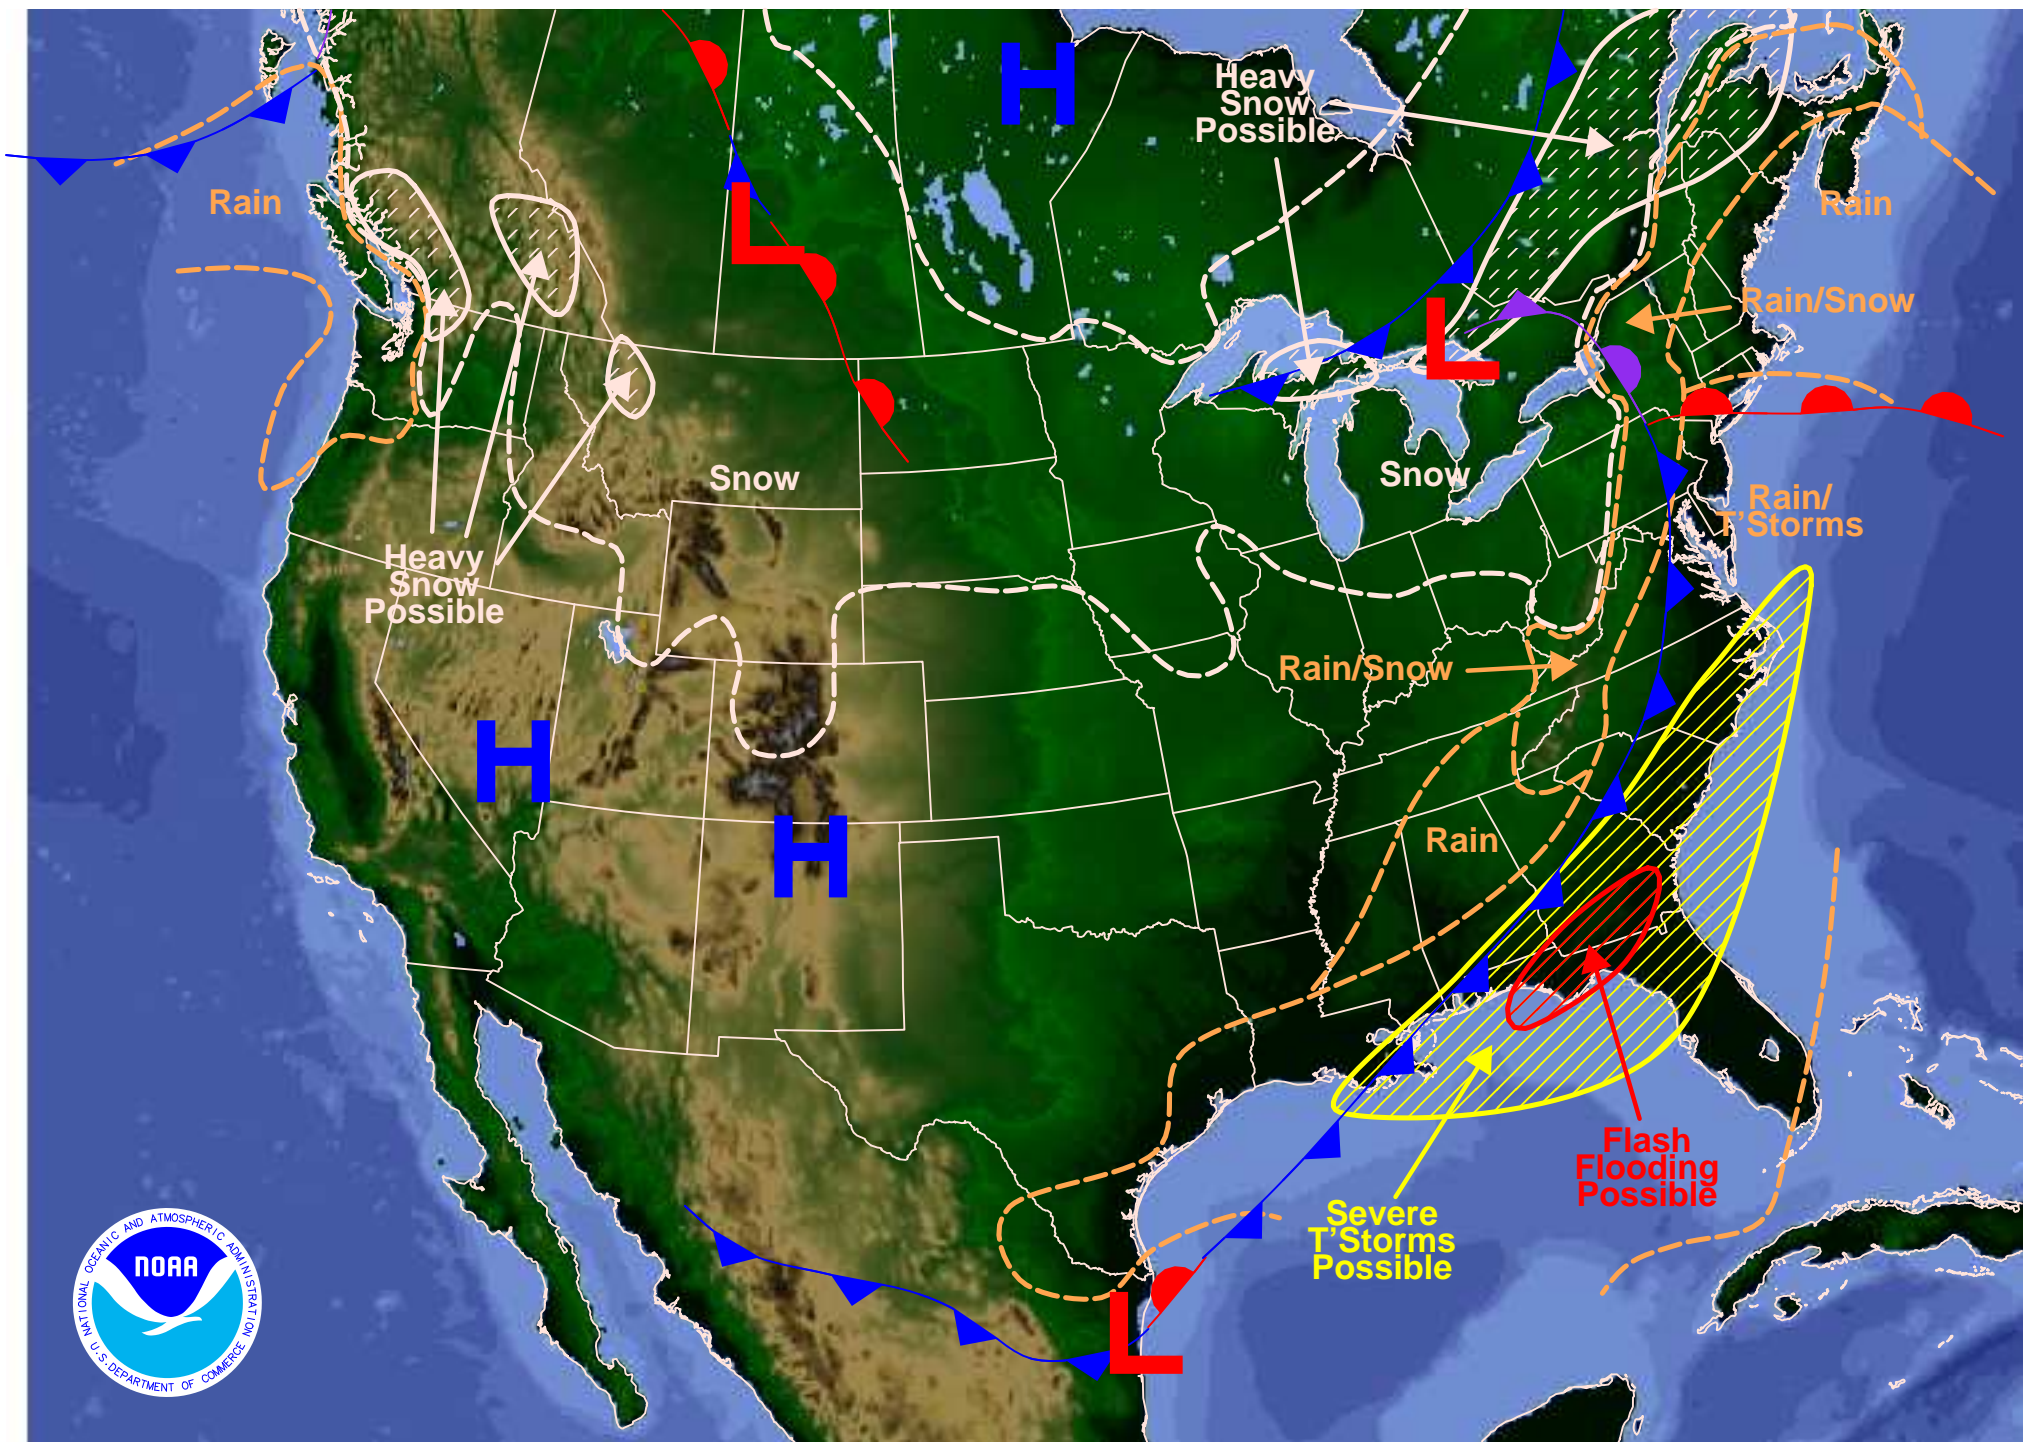 H
Heavy
Snow
Possible
Rain
L
Rain
Rain/Snow
L
Snow
Snow
Rain/
T'Storms
Heavy
Snow
Possible
Rain/Snow
H
H
Rain
Flash
Flooding
Possible
Severe
T'Storms
Possible
L
NOAA
NATIONAL OCEANIC AND ATMOSPHERIC ADMINISTRATION
U.S. DEPARTMENT OF COMMERCE